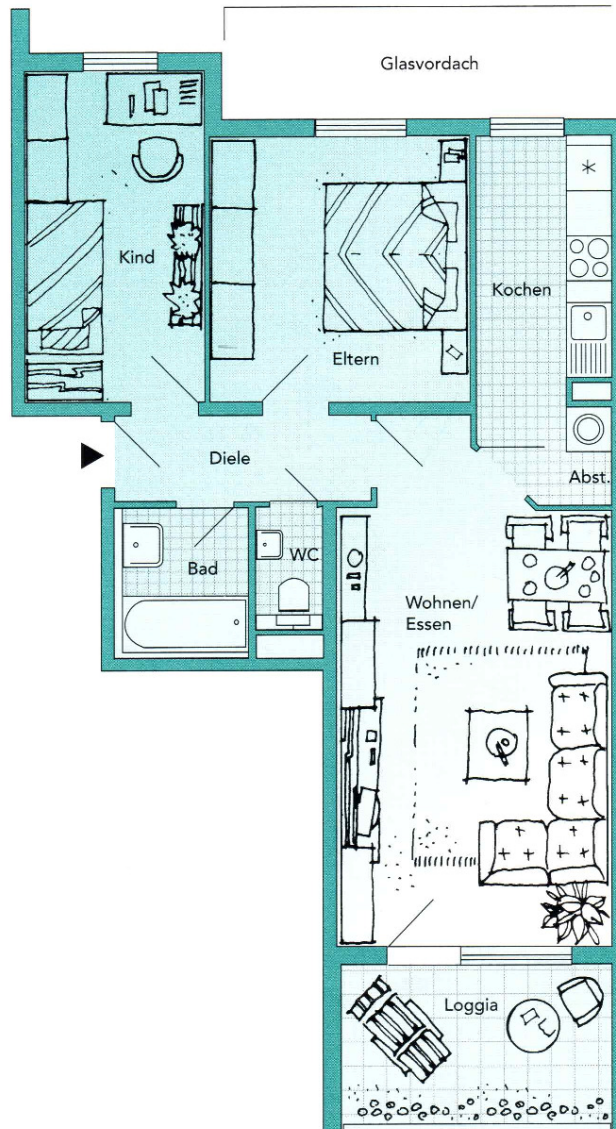 Glasvordach
Kind
Kochen
Eltern
Diele
Abst.
Bad
WC
Wohnen/
Essen
Loggia